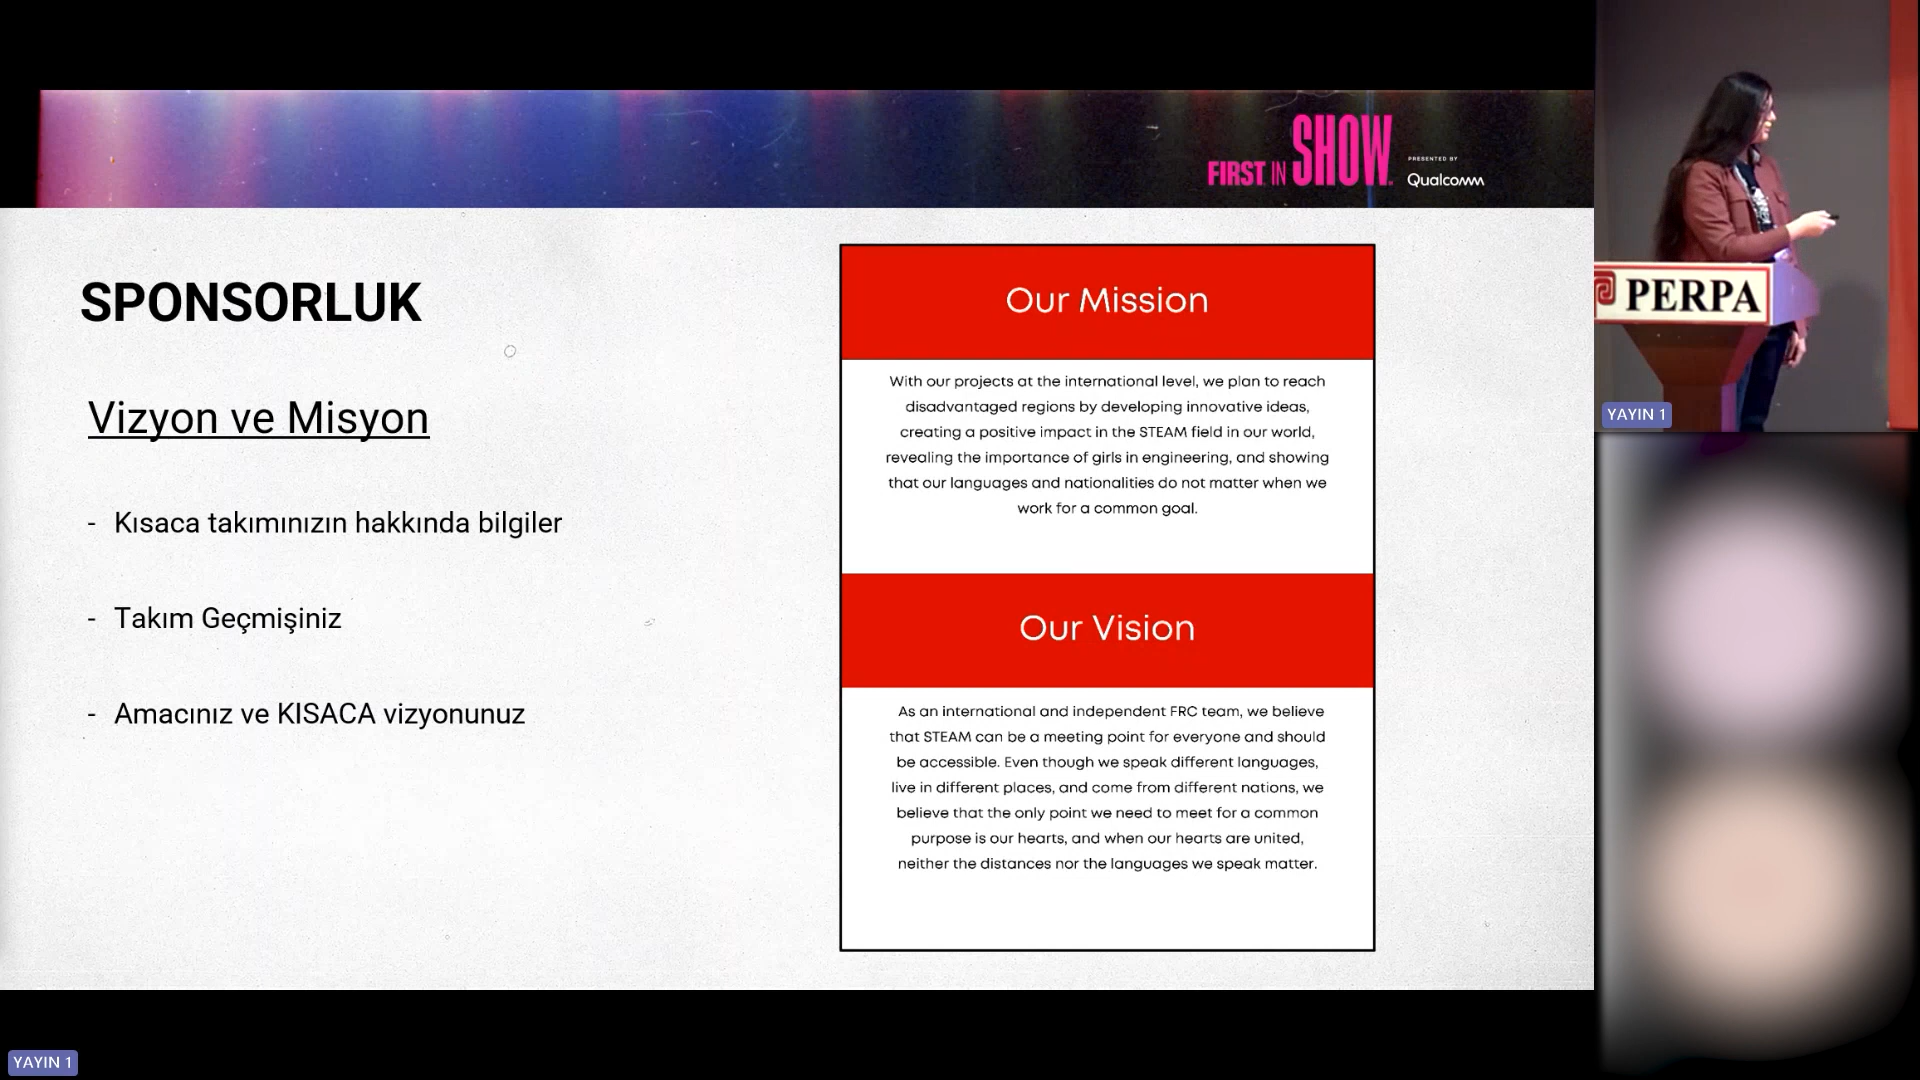 FIRST IN SHOW
PRESENTED BY
Qualcomm
SPONSORLUK
Vizyon ve Misyon
- Kısaca takımınızın hakkında bilgiler
- Takım Geçmişiniz
- Amacınız ve KISACA vizyonunuz
Our Mission
With our projects at the international level, we plan to reach
disadvantaged regions by developing innovative ideas,
creating a positive impact in the STEAM field in our world,
revealing the importance of girls in engineering, and showing
that our languages and nationalities do not matter when we
work for a common goal.
Our Vision
As an international and independent FRC team, we believe
that STEAM can be a meeting point for everyone and should
be accessible. Even though we speak different languages,
live in different places, and come from different nations, we
believe that the only point we need to meet for a common
purpose is our hearts, and when our hearts are united,
neither the distances nor the languages we speak matter.
PERPA
YAYIN 1
YAYIN 1